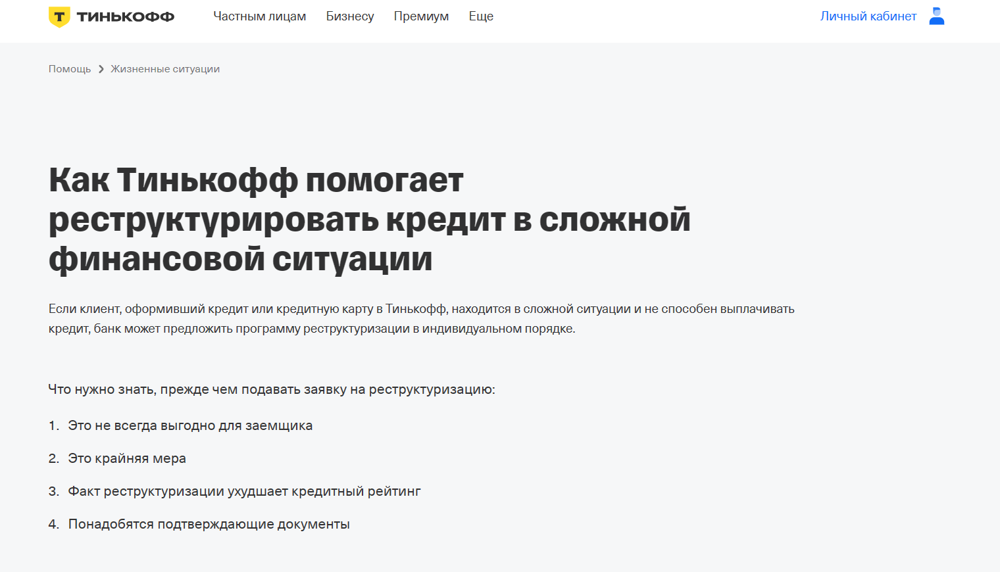 ТИНЬКОФФ Частным лицам Бизнесу Премиум Еще Личный кабинет
Помощь Жизненные ситуации
Как Тинькофф помогает
реструктурировать кредит в сложной
финансовой ситуации
Если клиент, оформивший кредит или кредитную карту в Тинькофф, находится в сложной ситуации и не способен выплачивать
кредит, банк может предложить программу реструктуризации в индивидуальном порядке.
Что нужно знать, прежде чем подавать заявку на реструктуризацию:
1. Это не всегда выгодно для заемщика
2. Это крайняя мера
3. Факт реструктуризации ухудшает кредитный рейтинг
4. Понадобятся подтверждающие документы